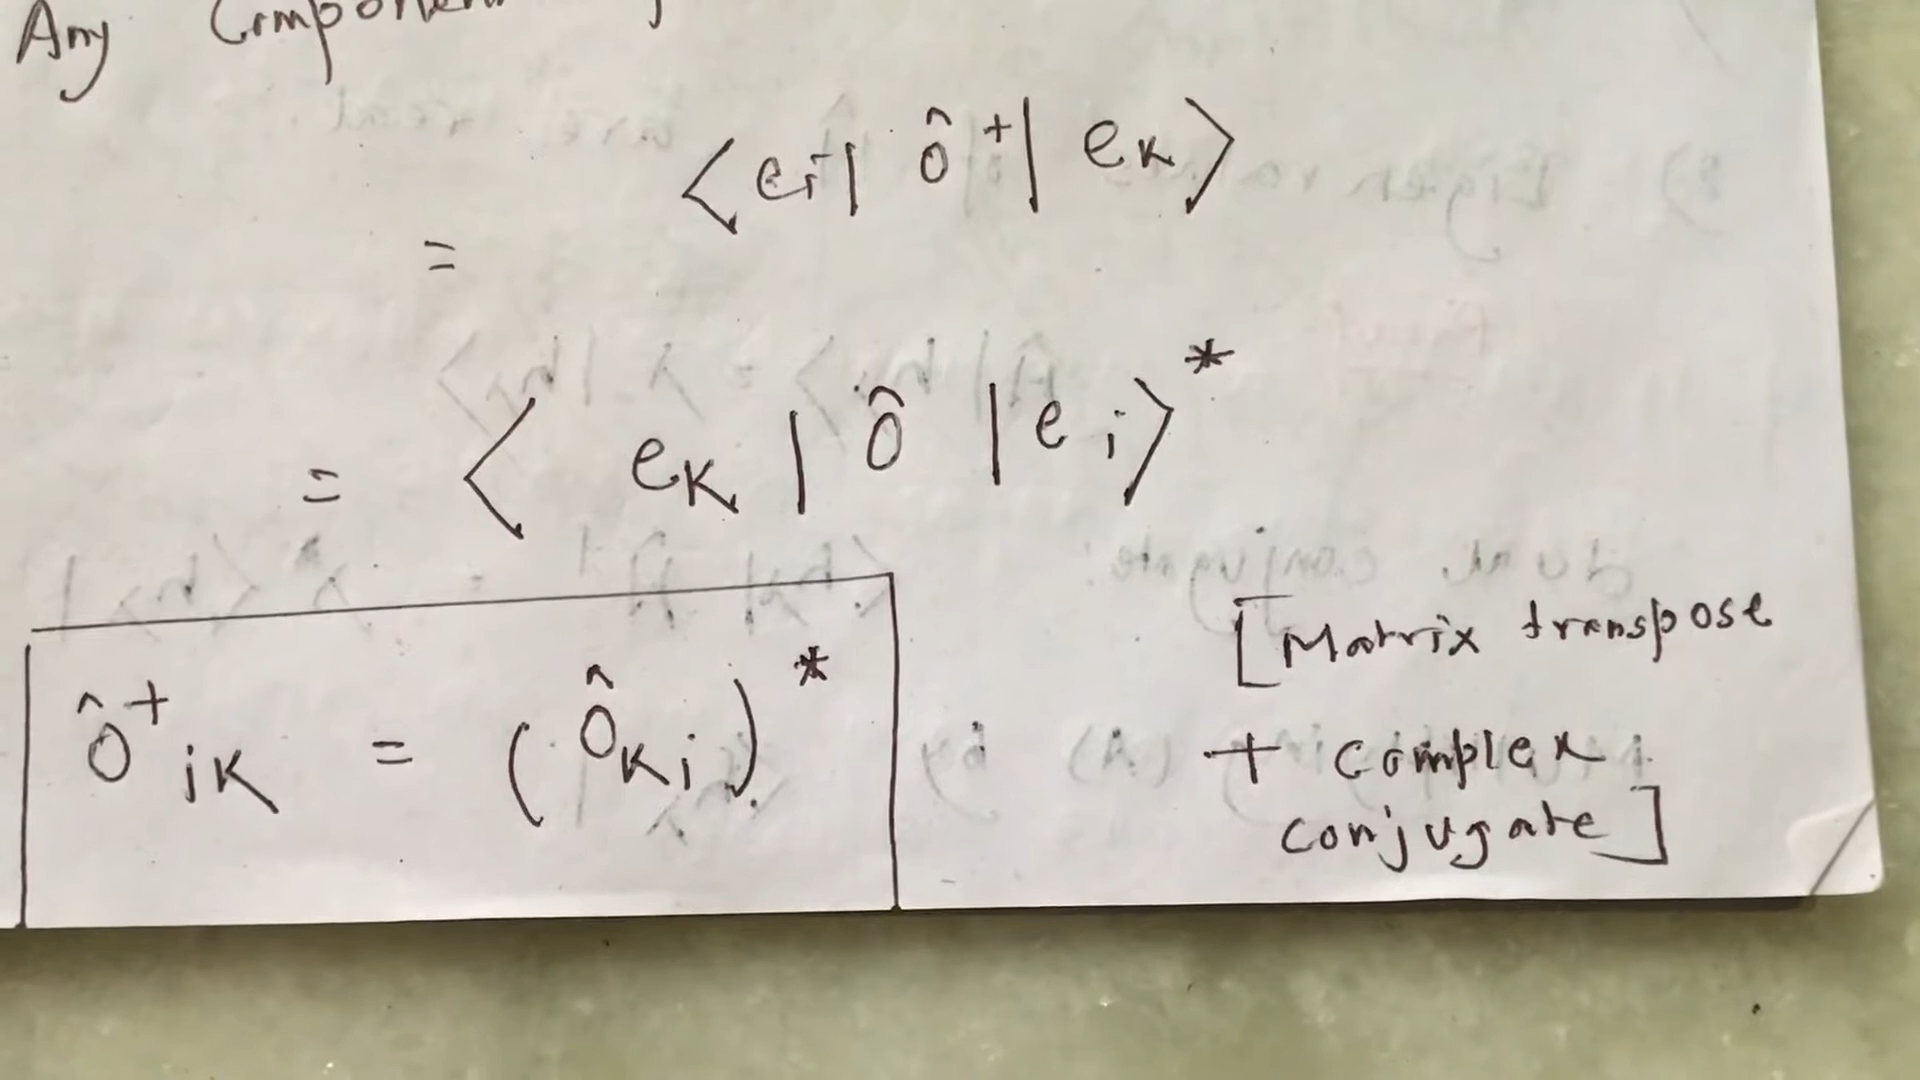 Any
⟨ei| ô⁺| eₖ⟩
=
= ⟨ eₖ | ô | eᵢ⟩*
ô⁺ᵢₖ = (ôₖᵢ)*
[Matrix transpose
+ complex
conjugate]